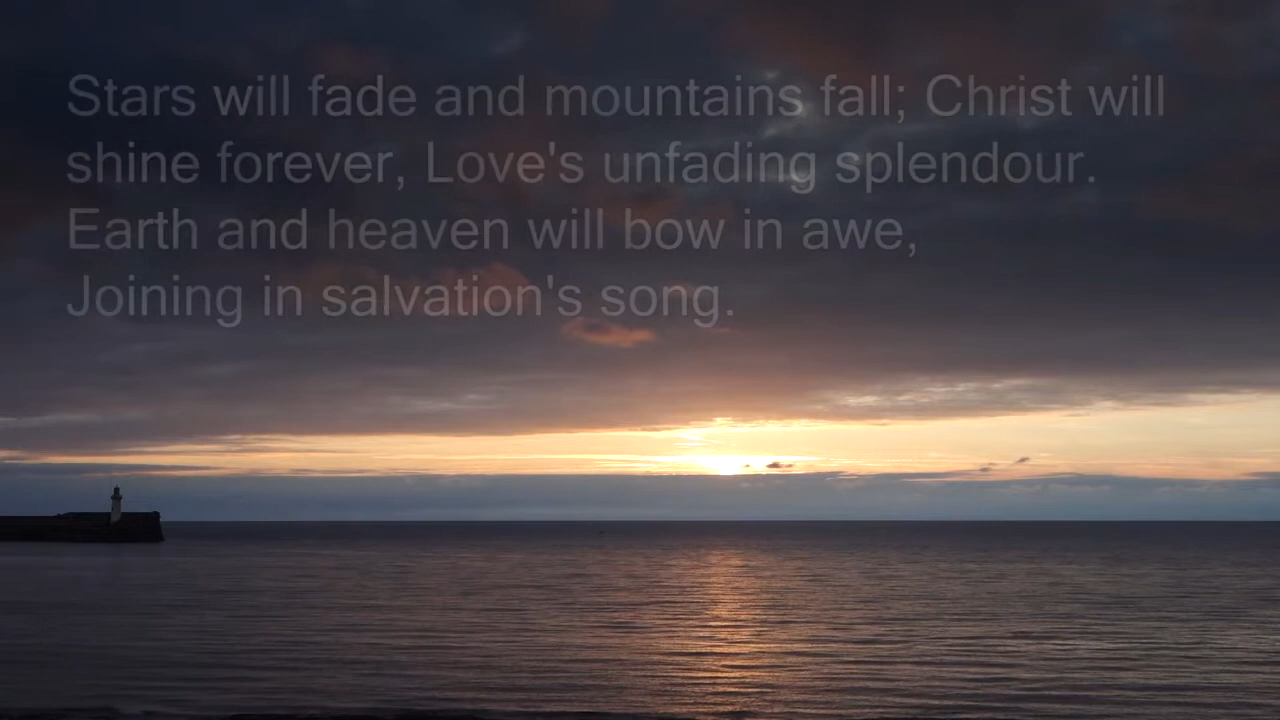 Stars will fade and mountains fall; Christ will
shine forever, Love's unfading splendour.
Earth and heaven will bow in awe,
Joining in salvation's song.